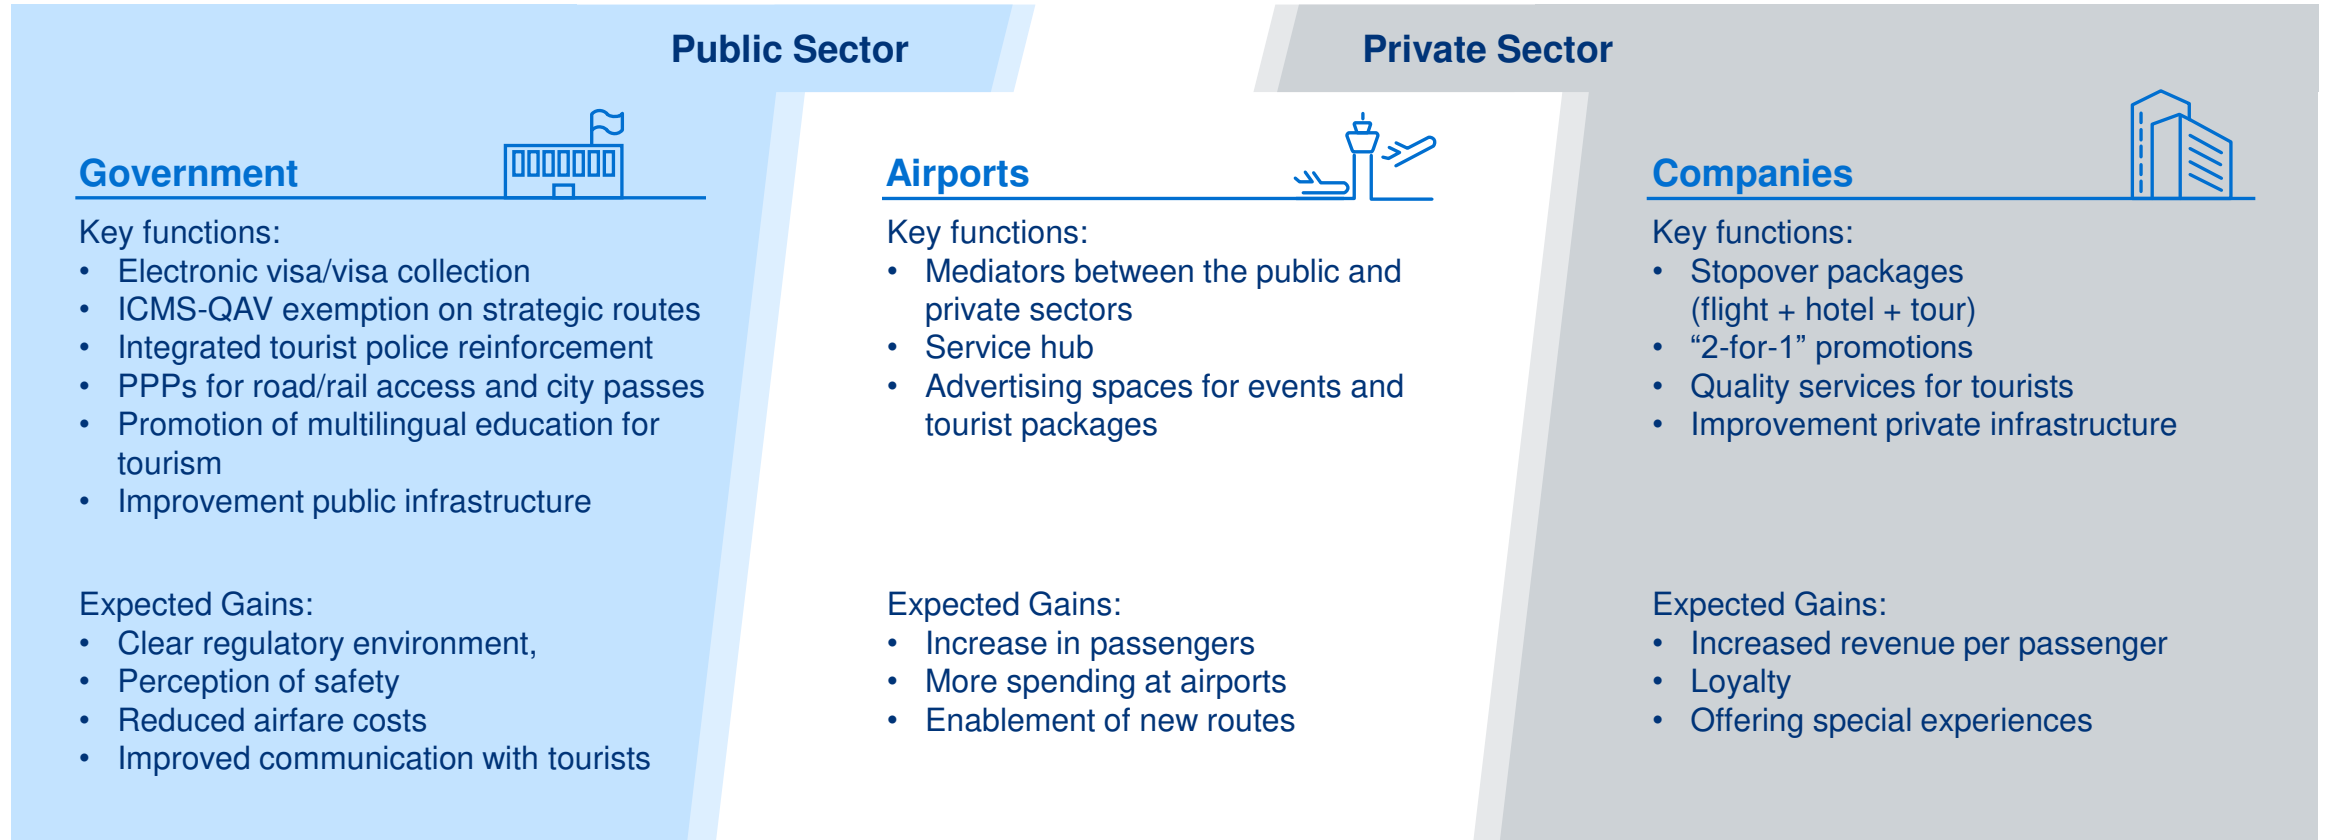 Public Sector
Private Sector
Government
Key functions:
• Electronic visa/visa collection
• ICMS-QAV exemption on strategic routes
• Integrated tourist police reinforcement
• PPPs for road/rail access and city passes
• Promotion of multilingual education for
tourism
• Improvement public infrastructure
Expected Gains:
• Clear regulatory environment,
• Perception of safety
• Reduced airfare costs
• Improved communication with tourists
Airports
Key functions:
• Mediators between the public and
private sectors
• Service hub
• Advertising spaces for events and
tourist packages
Expected Gains:
• Increase in passengers
• More spending at airports
• Enablement of new routes
Companies
Key functions:
• Stopover packages
(flight + hotel + tour)
• “2-for-1” promotions
• Quality services for tourists
• Improvement private infrastructure
Expected Gains:
• Increased revenue per passenger
• Loyalty
• Offering special experiences